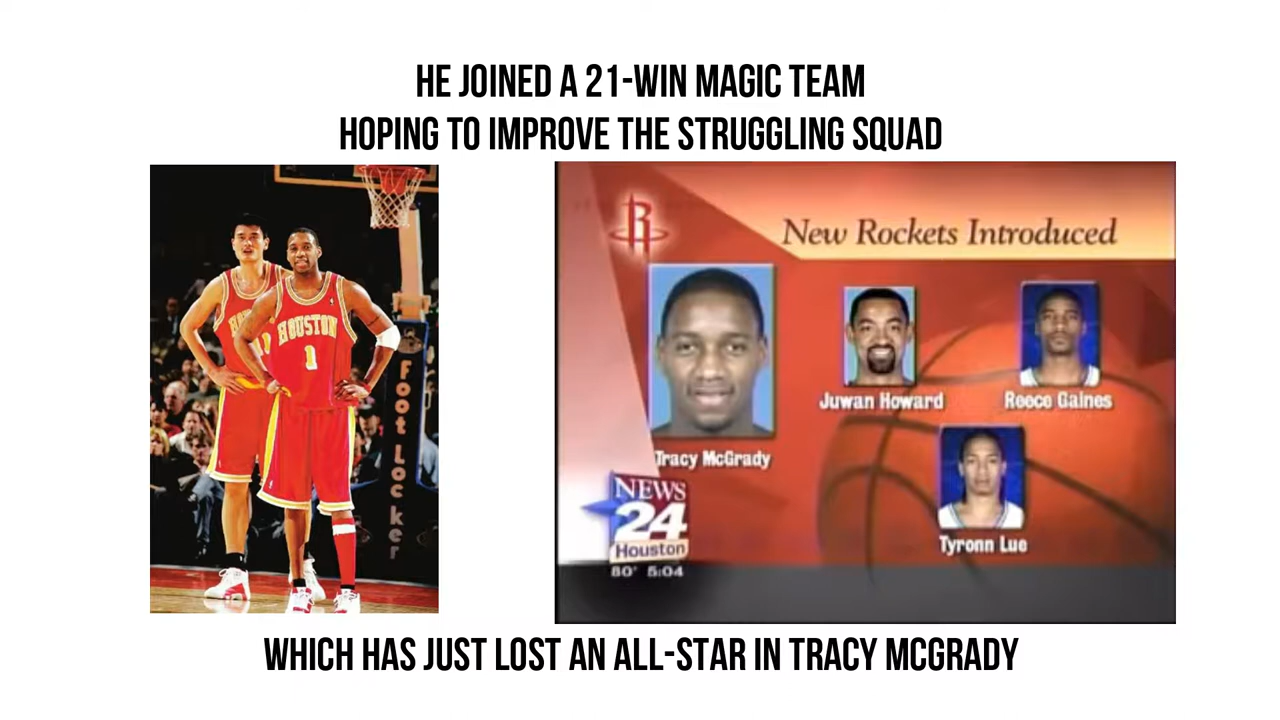 HE JOINED A 21-WIN MAGIC TEAM
HOPING TO IMPROVE THE STRUGGLING SQUAD
HOUSTON
1
Foot Locker
R
New Rockets Introduced
Juwan Howard
Reece Gaines
Tracy McGrady
Tyronn Lue
NEWS
24
Houston
80° 5:04
WHICH HAS JUST LOST AN ALL-STAR IN TRACY MCGRADY